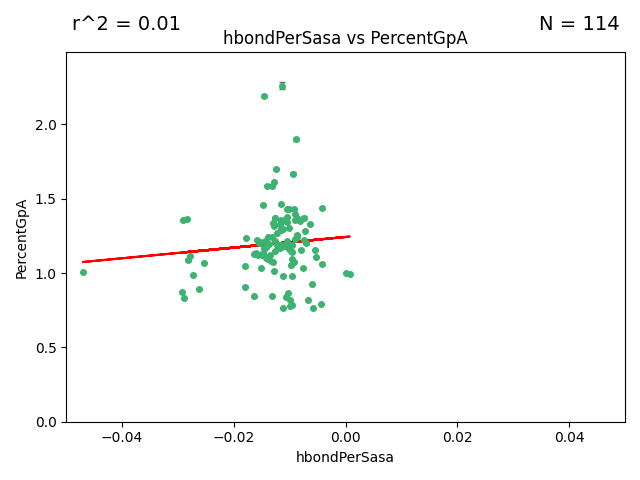 r^2 = 0.01
N = 114
hbondPerSasa vs PercentGpA
PercentGpA
2.0
1.5
1.0
0.5
0.0
−0.04
−0.02
0.00
0.02
0.04
hbondPerSasa